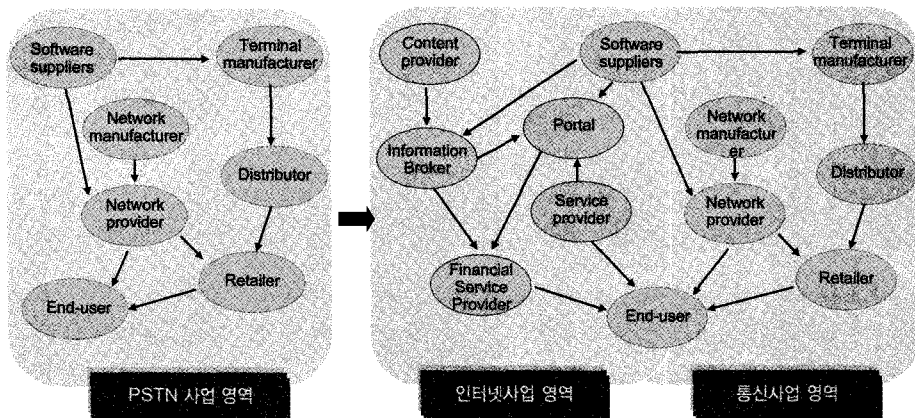 Software
suppliers
Terminal
manufacturer
Network
manufacturer
Distributor
Network
provider
Retailer
End-user
PSTN 사업 영역
Content
provider
Software
suppliers
Terminal
manufacturer
Portal
Network
manufactur
er
Information
Broker
Distributor
Service
provider
Network
provider
Financial
Service
Provider
Retailer
End-user
인터넷사업 영역
통신사업 영역